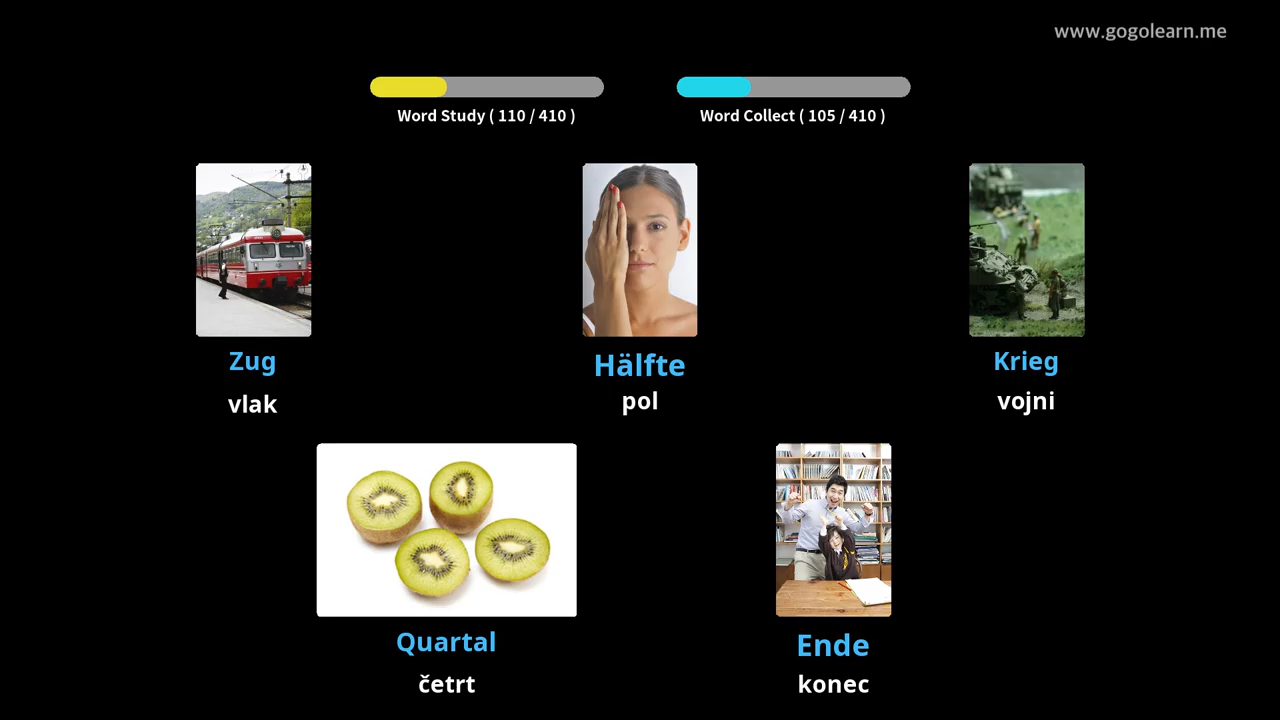 www.gogolearn.me
Word Study ( 110 / 410 )
Word Collect ( 105 / 410 )
Zug
Hälfte
Krieg
vlak
pol
vojni
Quartal
Ende
četrt
konec